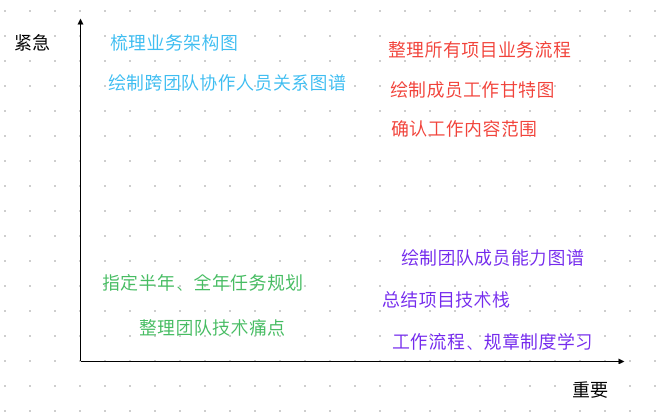 紧急
梳理业务架构图
绘制跨团队协作人员关系图谱
整理所有项目业务流程
绘制成员工作甘特图
确认工作内容范围
指定半年、全年任务规划
整理团队技术痛点
绘制团队成员能力图谱
总结项目技术栈
工作流程、规章制度学习
重要